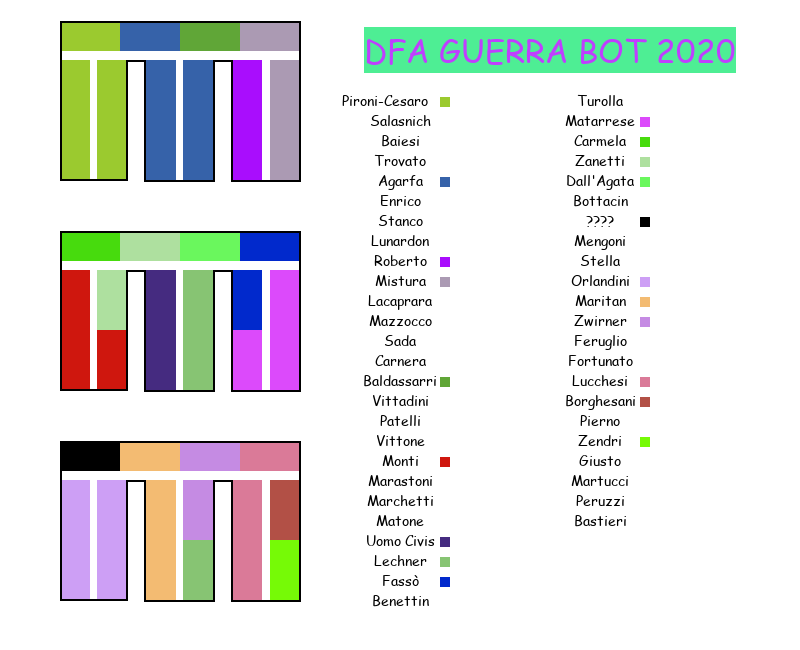 DFA GUERRA BOT 2020
Pironi-Cesaro
Salasnich
Baiesi
Trovato
Agarfa
Enrico
Stanco
Lunardon
Roberto
Mistura
Lacaprara
Mazzocco
Sada
Carnera
Baldassarri
Vittadini
Patelli
Vittone
Monti
Marastoni
Marchetti
Matone
Uomo Civis
Lechner
Fassò
Benettin
Turolla
Matarrese
Carmela
Zanetti
Dall'Agata
Bottacin
????
Mengoni
Stella
Orlandini
Maritan
Zwirner
Feruglio
Fortunato
Lucchesi
Borghesani
Pierno
Zendri
Giusto
Martucci
Peruzzi
Bastieri